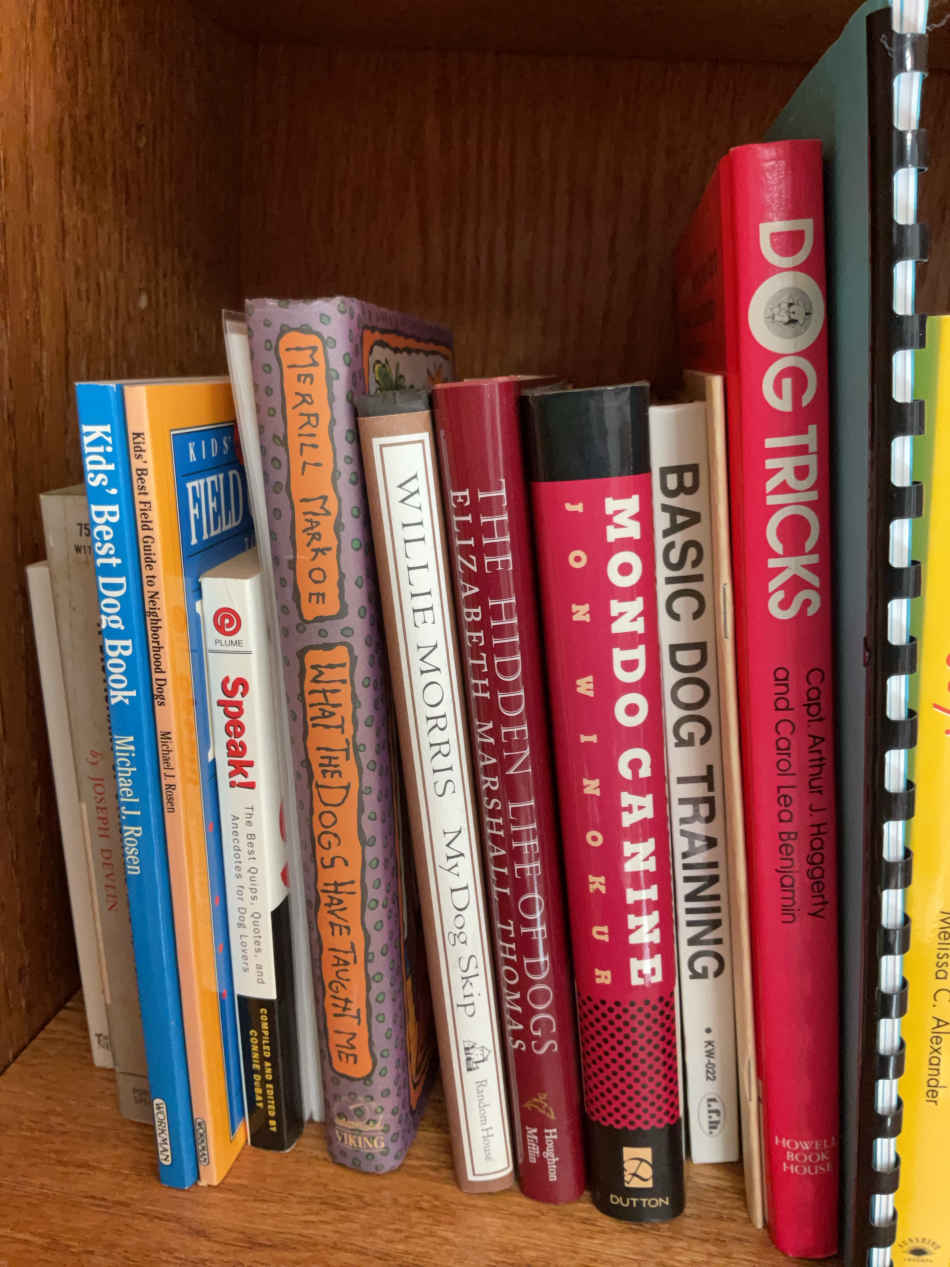 75
WIT
by JOSEPH DEVLIN
Kids' Best Dog Book Michael J. Rosen
WORKMAN
Kids' Best Field Guide to Neighborhood Dogs Michael J. Rosen
WORKMAN
KIDS'
FIELD
PLUME
Speak!
The Best Quips, Quotes, and
Anecdotes for Dog Lovers
COMPILED AND EDITED BY
CONNIE DUBAY
MERRILL MARKOE WHAT THE DOGS HAVE TAUGHT ME
VIKING
WILLIE MORRIS My Dog Skip Random House
THE HIDDEN LIFE OF DOGS
ELIZABETH MARSHALL THOMAS
Houghton
Mifflin
MONDO CANINE
JON WINOKUR
DUTTON
BASIC DOG TRAINING • KW-022 t.f.h.
DOG TRICKS
Capt. Arthur J. Haggerty
and Carol Lea Benjamin
HOWELL
BOOK
HOUSE
Melissa C. Alexander
SUNSHINE